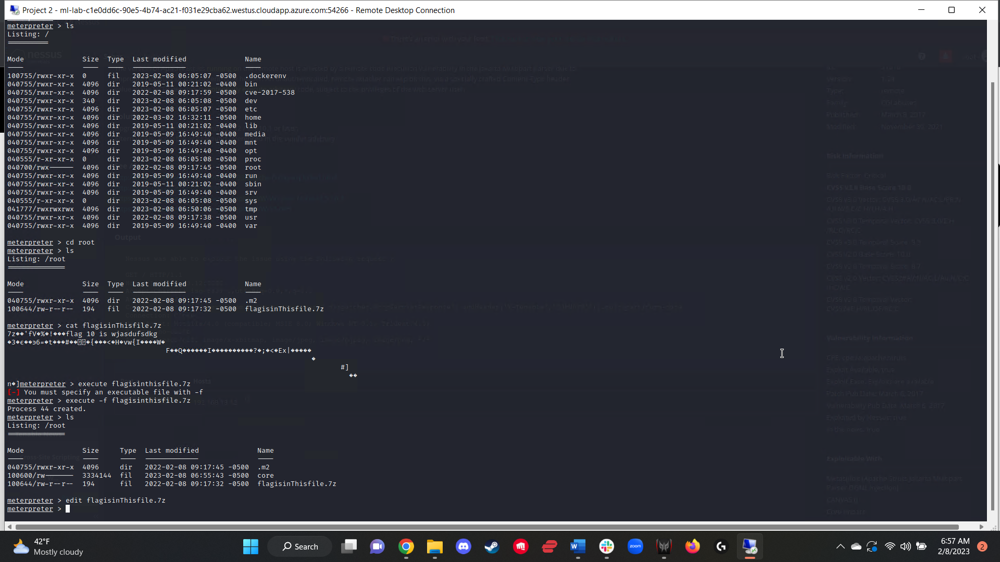 Project 2 - ml-lab-c1e0dd6c-90e5-4b74-ac21-f031e29cba62.westus.cloudapp.azure.com:54266 - Remote Desktop Connection
meterpreter > ls
Listing: /
Mode Size Type Last modified Name
100755/rwxr-xr-x 0 fil 2023-02-08 06:05:07 -0500 .dockerenv
040755/rwxr-xr-x 4096 dir 2019-05-11 00:21:02 -0400 bin
040755/rwxr-xr-x 4096 dir 2022-02-08 09:17:59 -0500 cve-2017-538
040755/rwxr-xr-x 340 dir 2023-02-08 06:05:08 -0500 dev
040755/rwxr-xr-x 4096 dir 2023-02-08 06:05:07 -0500 etc
040755/rwxr-xr-x 4096 dir 2022-03-02 16:32:11 -0500 home
040755/rwxr-xr-x 4096 dir 2019-05-11 00:21:02 -0400 lib
040755/rwxr-xr-x 4096 dir 2019-05-09 16:49:40 -0400 media
040755/rwxr-xr-x 4096 dir 2019-05-09 16:49:40 -0400 mnt
040755/rwxr-xr-x 4096 dir 2019-05-09 16:49:40 -0400 opt
040555/r-xr-xr-x 0 dir 2023-02-08 06:05:08 -0500 proc
040700/rwx------ 4096 dir 2022-02-08 09:17:45 -0500 root
040755/rwxr-xr-x 4096 dir 2019-05-09 16:49:40 -0400 run
040755/rwxr-xr-x 4096 dir 2019-05-11 00:21:02 -0400 sbin
040755/rwxr-xr-x 4096 dir 2019-05-09 16:49:40 -0400 srv
040555/r-xr-xr-x 0 dir 2023-02-08 06:05:08 -0500 sys
041777/rwxrwxrwx 4096 dir 2023-02-08 06:50:06 -0500 tmp
040755/rwxr-xr-x 4096 dir 2022-02-08 09:17:38 -0500 usr
040755/rwxr-xr-x 4096 dir 2019-05-09 16:49:40 -0400 var
meterpreter > cd root
meterpreter > ls
Listing: /root
Mode Size Type Last modified Name
040755/rwxr-xr-x 4096 dir 2022-02-08 09:17:45 -0500 .m2
100644/rw-r--r-- 194 fil 2022-02-08 09:17:32 -0500 flagisinThisfile.7z
meterpreter > cat flagisinThisfile.7z
7z��'fV�%�!���flag 10 is wjasdufsdkg
�3�є��э6=�t���#���{���<�H�vw{I����W�
F��Q������I�����������?�;�<�Ex|�����
�
#]
��
n�]meterpreter > execute flagisinthisfile.7z
[-] You must specify an executable file with -f
meterpreter > execute -f flagisinthisfile.7z
Process 44 created.
meterpreter > ls
Listing: /root
Mode Size Type Last modified Name
040755/rwxr-xr-x 4096 dir 2022-02-08 09:17:45 -0500 .m2
100600/rw------- 3334144 fil 2023-02-08 06:55:43 -0500 core
100644/rw-r--r-- 194 fil 2022-02-08 09:17:32 -0500 flagisinThisfile.7z
meterpreter > edit flagisinThisfile.7z
meterpreter >
nessus
Output
Hosts
Risk Information
Vulnerability Information
Exploitable With
42°F
Mostly cloudy
Search
zoom
6:57 AM
2/8/2023
2